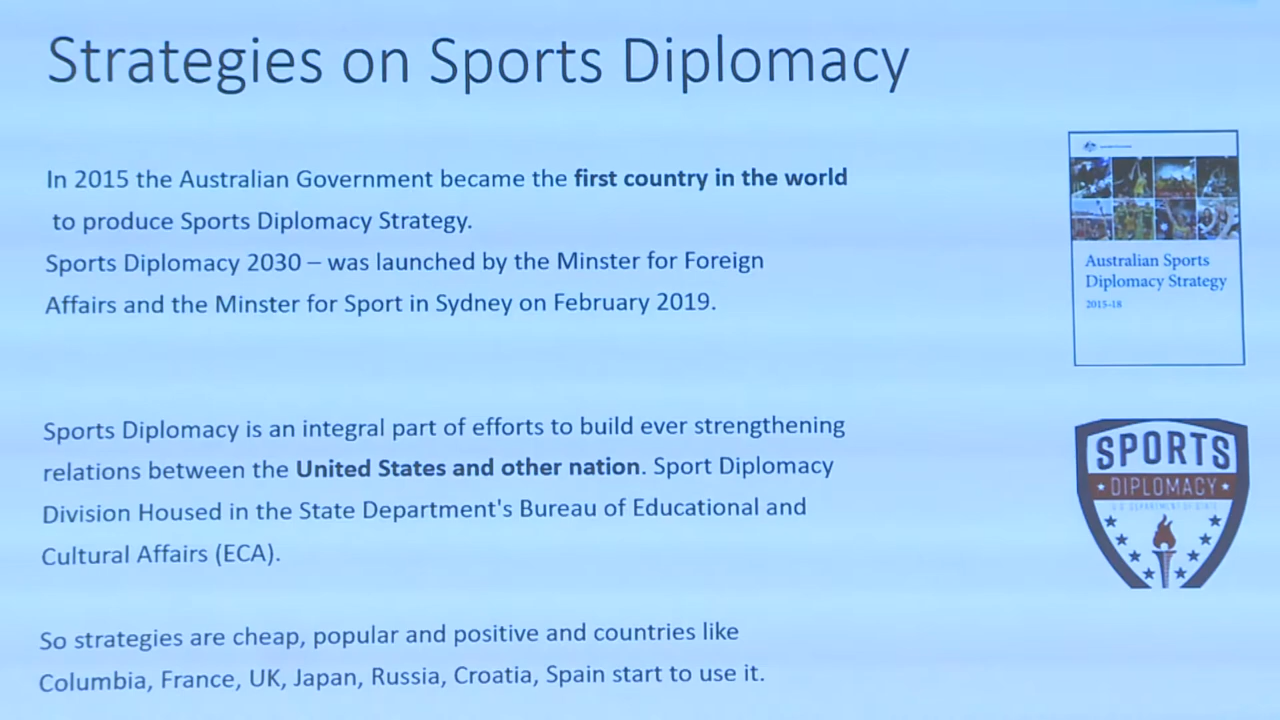 Strategies on Sports Diplomacy
In 2015 the Australian Government became the first country in the world
to produce Sports Diplomacy Strategy.
Sports Diplomacy 2030 – was launched by the Minster for Foreign
Affairs and the Minster for Sport in Sydney on February 2019.
Australian Sports
Diplomacy Strategy
2015-18
Sports Diplomacy is an integral part of efforts to build ever strengthening
relations between the United States and other nation. Sport Diplomacy
Division Housed in the State Department's Bureau of Educational and
Cultural Affairs (ECA).
SPORTS
DIPLOMACY
U.S. DEPARTMENT OF STATE
So strategies are cheap, popular and positive and countries like
Columbia, France, UK, Japan, Russia, Croatia, Spain start to use it.